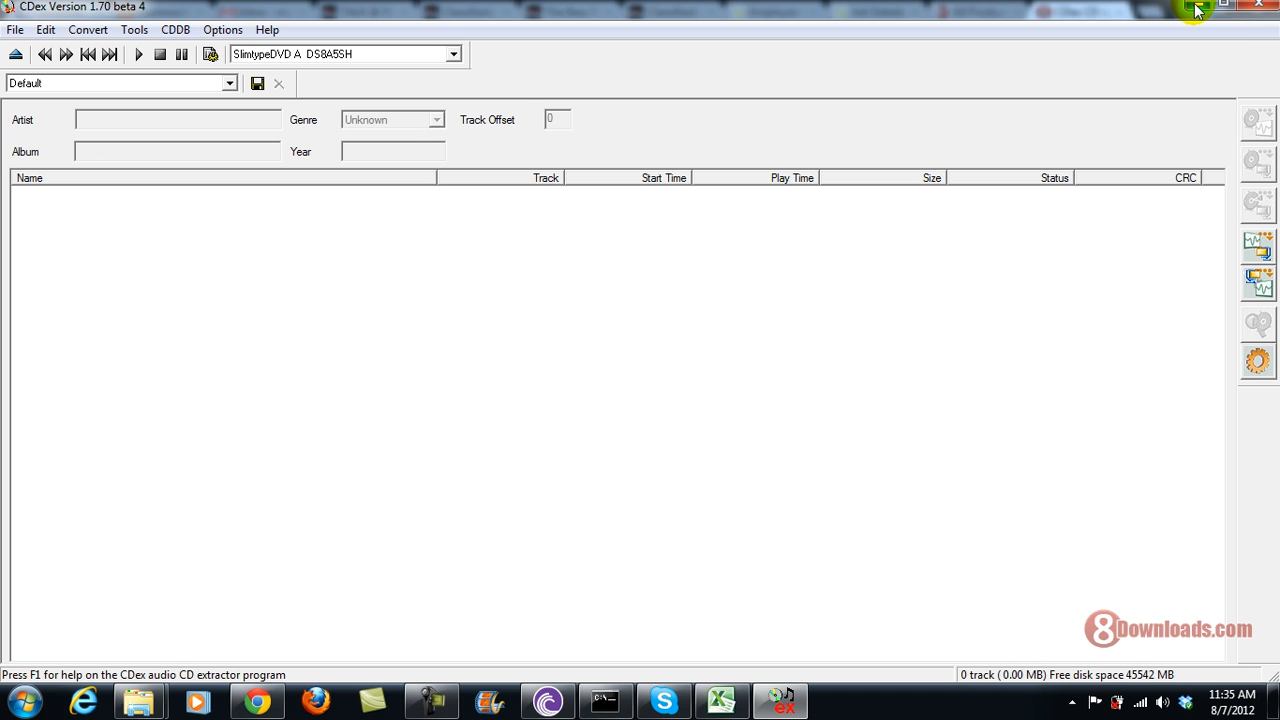 CDex Version 1.70 beta 4
File Edit Convert Tools CDDB Options Help
SlimtypeDVD A DS8A5SH
Default
Artist Genre Unknown Track Offset 0
Album Year
Name Track Start Time Play Time Size Status CRC
8Downloads.com
Press F1 for help on the CDex audio CD extractor program
0 track ( 0.00 MB) Free disk space 45542 MB
11:35 AM
8/7/2012